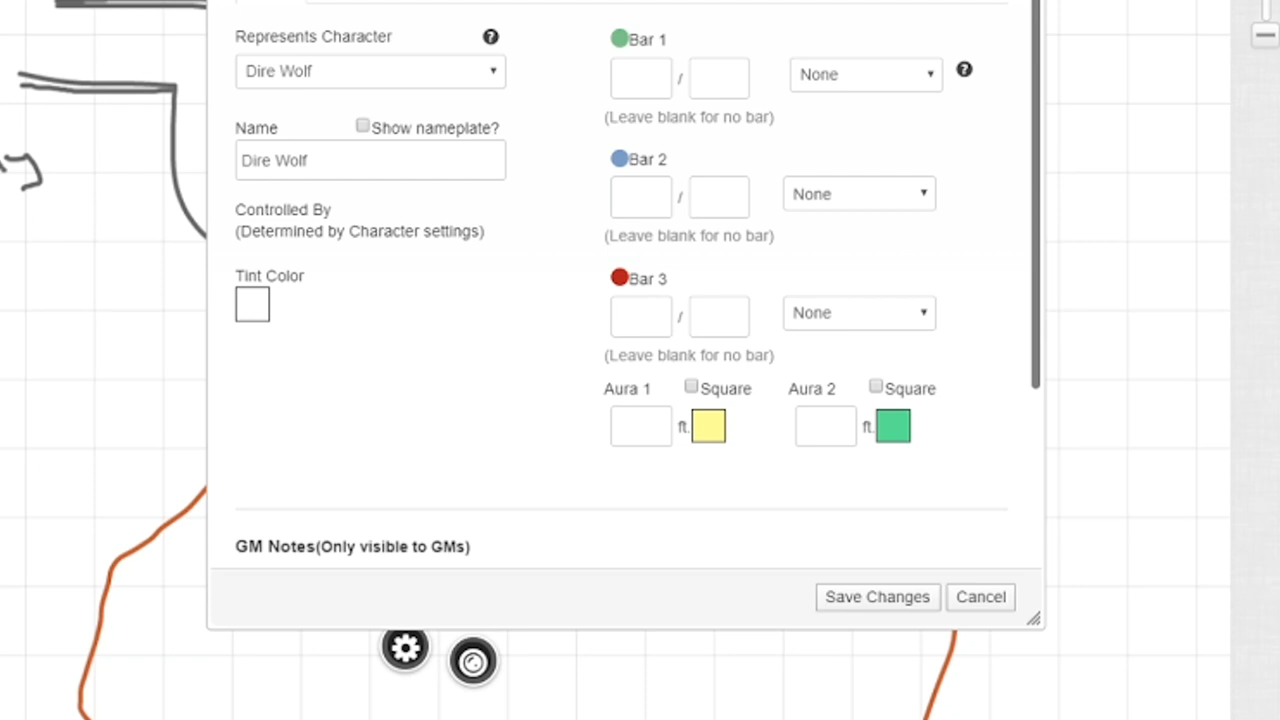 Represents Character ?
Dire Wolf
Name Show nameplate?
Dire Wolf
Controlled By
(Determined by Character settings)
Tint Color
Bar 1
/ None ?
(Leave blank for no bar)
Bar 2
/ None
(Leave blank for no bar)
Bar 3
/ None
(Leave blank for no bar)
Aura 1 Square Aura 2 Square
ft. ft.
GM Notes(Only visible to GMs)
Save Changes Cancel